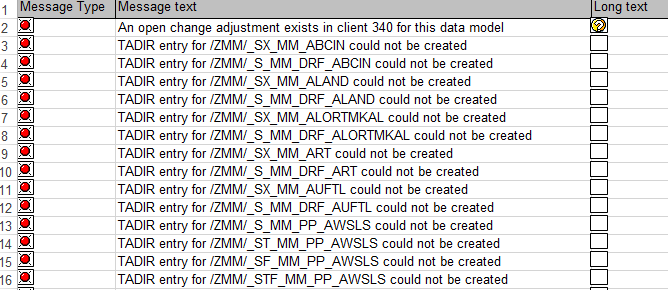 1 Message Type Message text Long text
2 An open change adjustment exists in client 340 for this data model
3 TADIR entry for /ZMM/_SX_MM_ABCIN could not be created
4 TADIR entry for /ZMM/_S_MM_DRF_ABCIN could not be created
5 TADIR entry for /ZMM/_SX_MM_ALAND could not be created
6 TADIR entry for /ZMM/_S_MM_DRF_ALAND could not be created
7 TADIR entry for /ZMM/_SX_MM_ALORTMKAL could not be created
8 TADIR entry for /ZMM/_S_MM_DRF_ALORTMKAL could not be created
9 TADIR entry for /ZMM/_SX_MM_ART could not be created
10 TADIR entry for /ZMM/_S_MM_DRF_ART could not be created
11 TADIR entry for /ZMM/_SX_MM_AUFTL could not be created
12 TADIR entry for /ZMM/_S_MM_DRF_AUFTL could not be created
13 TADIR entry for /ZMM/_S_MM_PP_AWSLS could not be created
14 TADIR entry for /ZMM/_ST_MM_PP_AWSLS could not be created
15 TADIR entry for /ZMM/_SF_MM_PP_AWSLS could not be created
16 TADIR entry for /ZMM/_STF_MM_PP_AWSLS could not be created